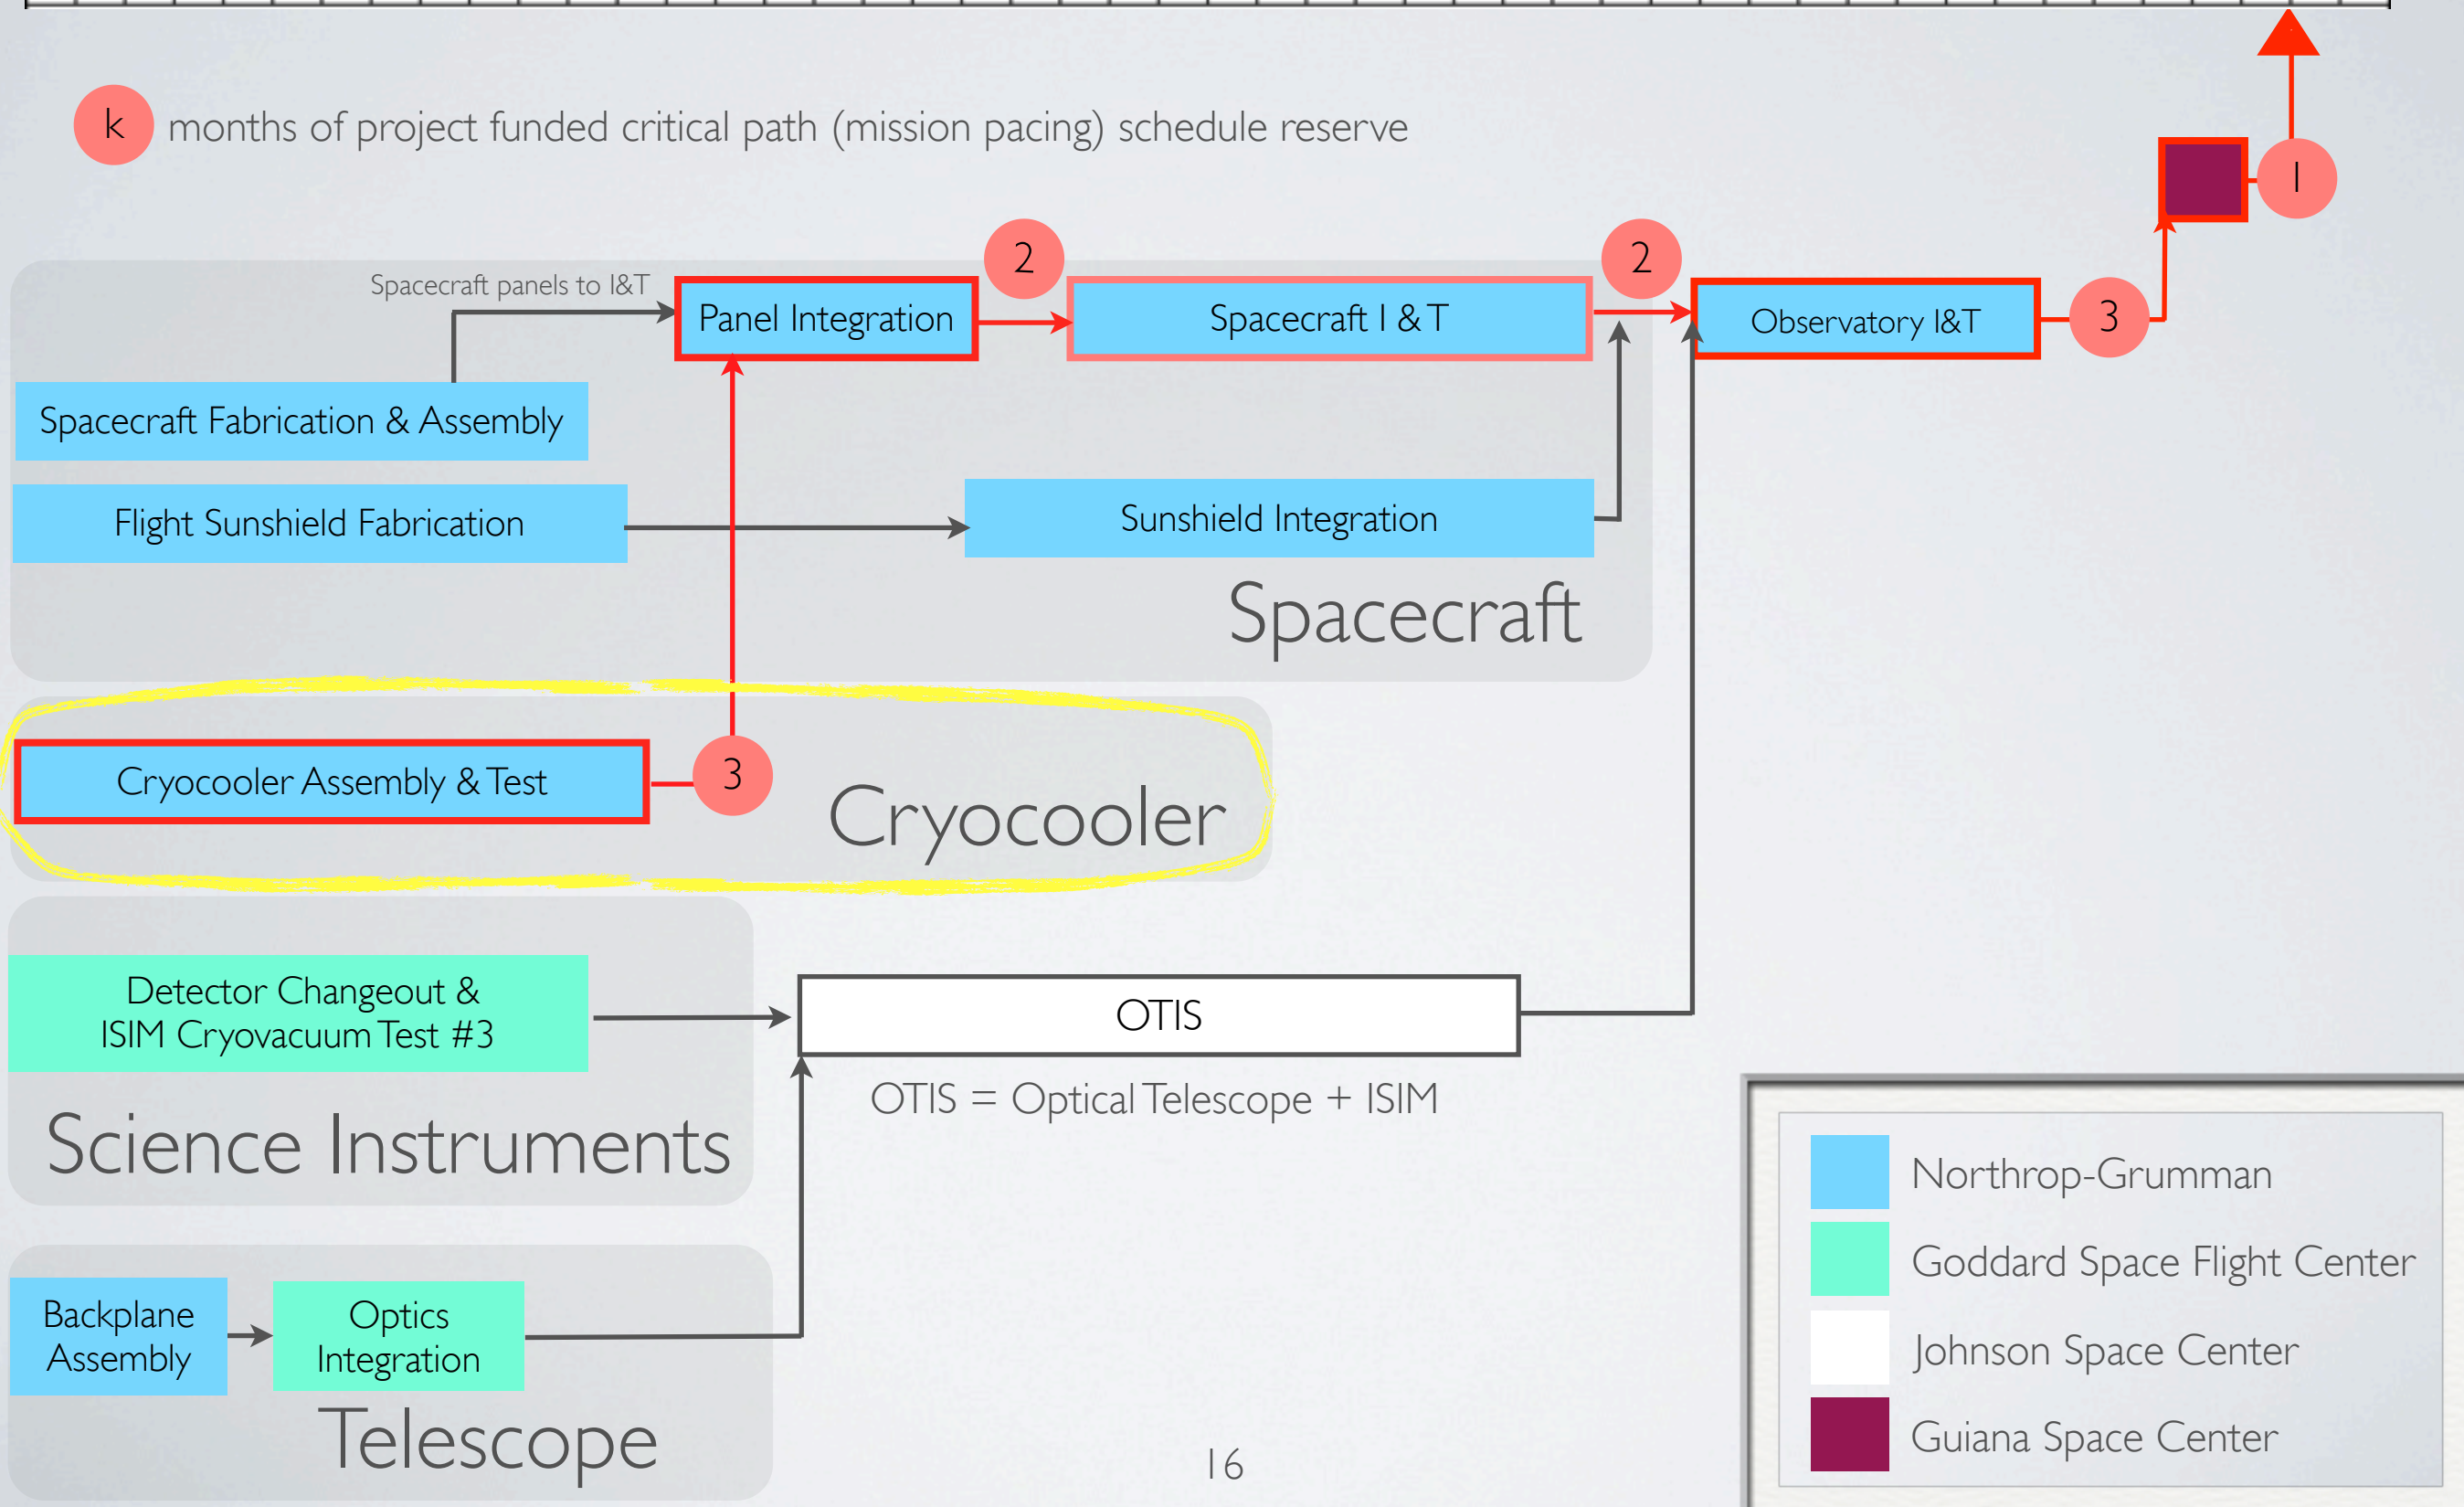 k months of project funded critical path (mission pacing) schedule reserve
1
2
2
Spacecraft panels to I&T
Panel Integration
Spacecraft I & T
Observatory I&T
3
Spacecraft Fabrication & Assembly
Flight Sunshield Fabrication
Sunshield Integration
Spacecraft
Cryocooler Assembly & Test
3
Cryocooler
Detector Changeout &
ISIM Cryovacuum Test #3
OTIS
OTIS = Optical Telescope + ISIM
Science Instruments
Backplane
Assembly
Optics
Integration
Telescope
Northrop-Grumman
Goddard Space Flight Center
Johnson Space Center
Guiana Space Center
16